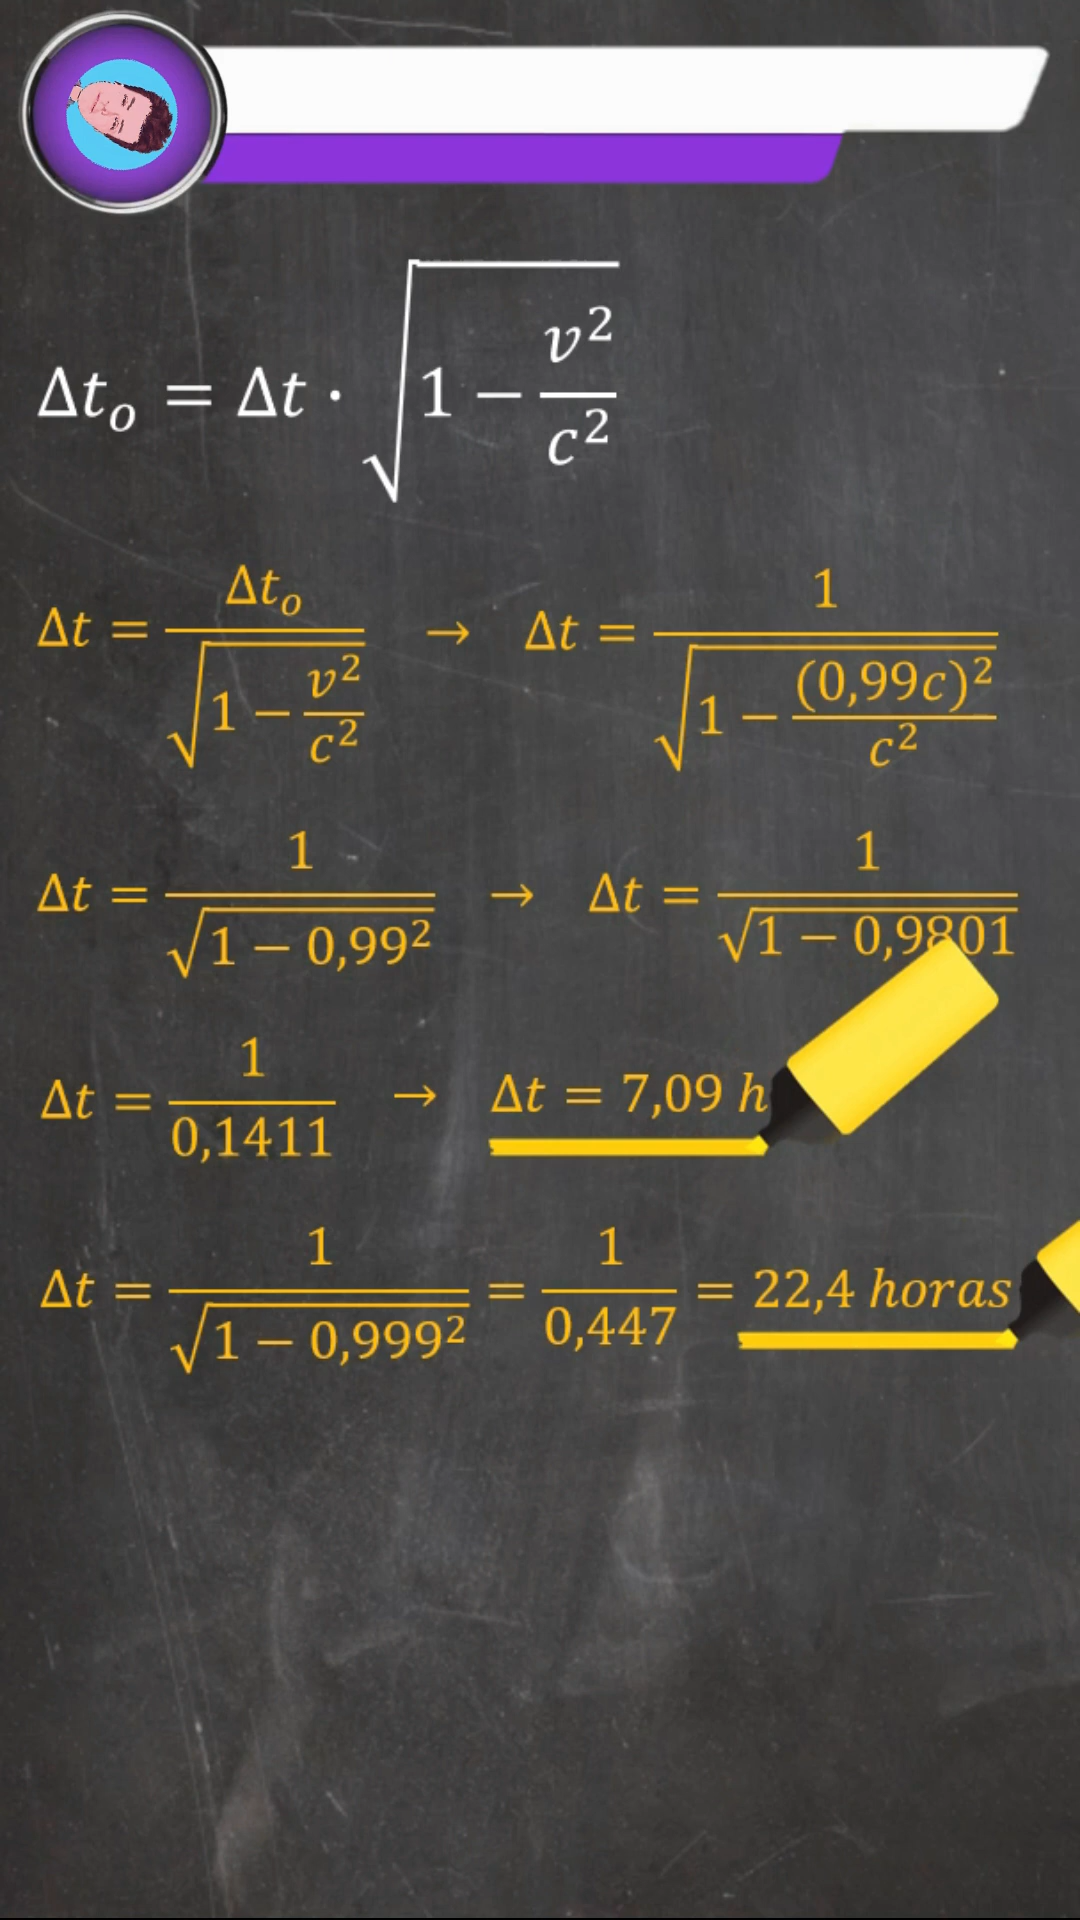 Δt₀ = Δt · √(1 − v²/c²)
Δt = Δt₀/√(1 − v²/c²) → Δt = 1/√(1 − (0,99c)²/c²)
Δt = 1/√(1 − 0,99²) → Δt = 1/√(1 − 0,9801)
Δt = 1/0,1411 → Δt = 7,09 h
Δt = 1/√(1 − 0,999²) = 1/0,447 = 22,4 horas